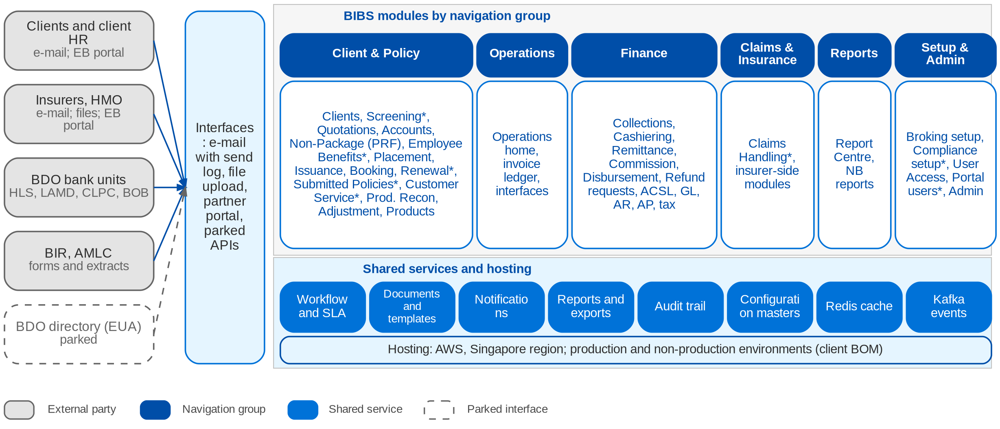 Clients and client
HR
e-mail; EB portal
Insurers, HMO
e-mail; files; EB
portal
BDO bank units
HLS, LAMD, CLPC, BOB
BIR, AMLC
forms and extracts
BDO directory (EUA)
parked
Interfaces
: e-mail
with send
log, file
upload,
partner
portal,
parked
APIs
BIBS modules by navigation group
Client & Policy
Operations
Finance
Claims &
Insurance
Reports
Setup &
Admin
Clients, Screening*,
Quotations, Accounts,
Non-Package (PRF), Employee
Benefits*, Placement,
Issuance, Booking, Renewal*,
Submitted Policies*, Customer
Service*, Prod. Recon,
Adjustment, Products
Operations
home,
invoice
ledger,
interfaces
Collections,
Cashiering,
Remittance,
Commission,
Disbursement, Refund
requests, ACSL, GL,
AR, AP, tax
Claims
Handling*,
insurer-side
modules
Report
Centre,
NB
reports
Broking setup,
Compliance
setup*, User
Access, Portal
users*, Admin
Shared services and hosting
Workflow
and SLA
Documents
and
templates
Notificatio
ns
Reports and
exports
Audit trail
Configurati
on masters
Redis cache
Kafka
events
Hosting: AWS, Singapore region; production and non-production environments (client BOM)
External party
Navigation group
Shared service
Parked interface